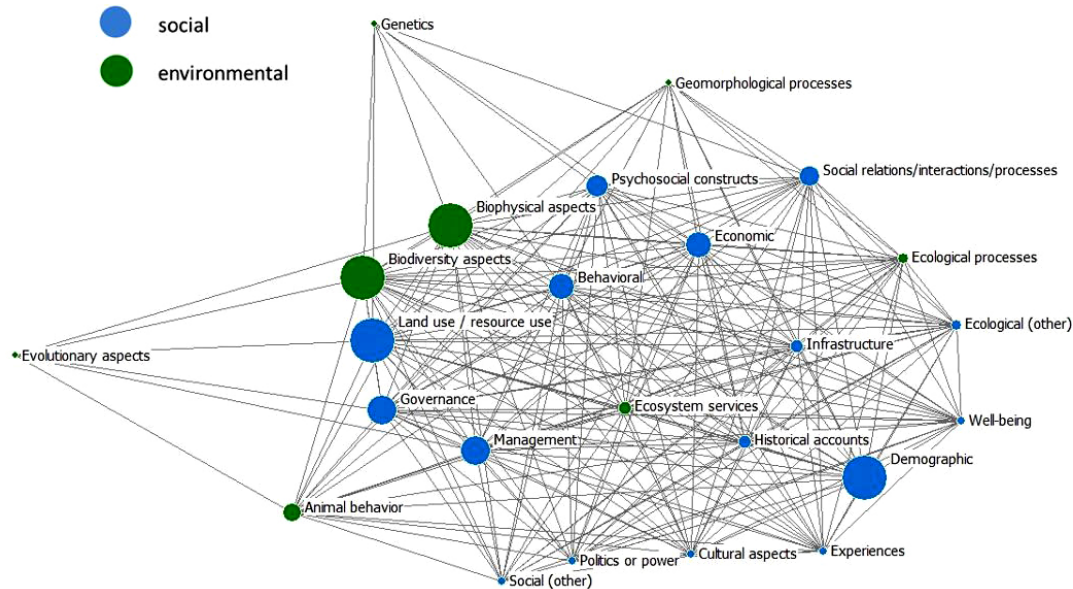 social
environmental
Genetics
Geomorphological processes
Social relations/interactions/processes
Psychosocial constructs
Biophysical aspects
Economic
Biodiversity aspects
Ecological processes
Behavioral
Land use / resource use
Ecological (other)
Infrastructure
Evolutionary aspects
Governance
Ecosystem services
Well-being
Management
Historical accounts
Demographic
Animal behavior
Experiences
Cultural aspects
Politics or power
Social (other)